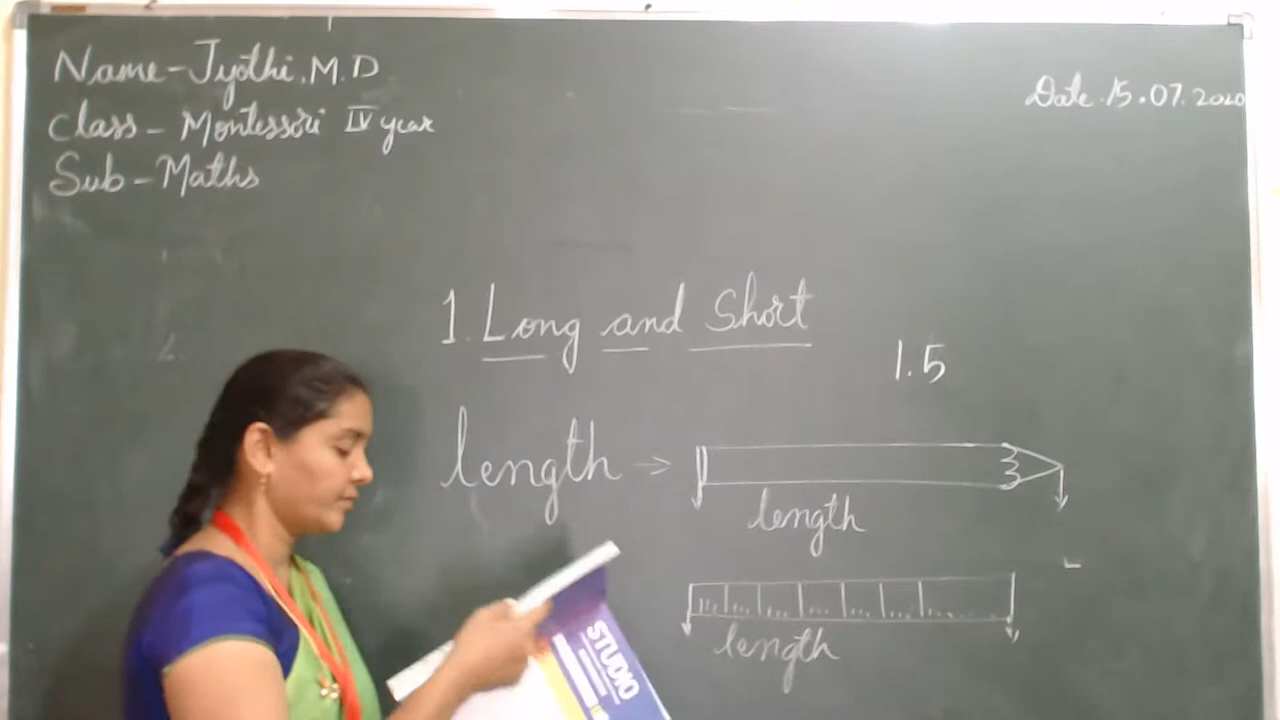 Name-Jyothi.M.D
Class - Montessori IV year
Sub-Maths
Date.15.07.2020
1. Long and Short
1.5
length →
length
length
STUDIO